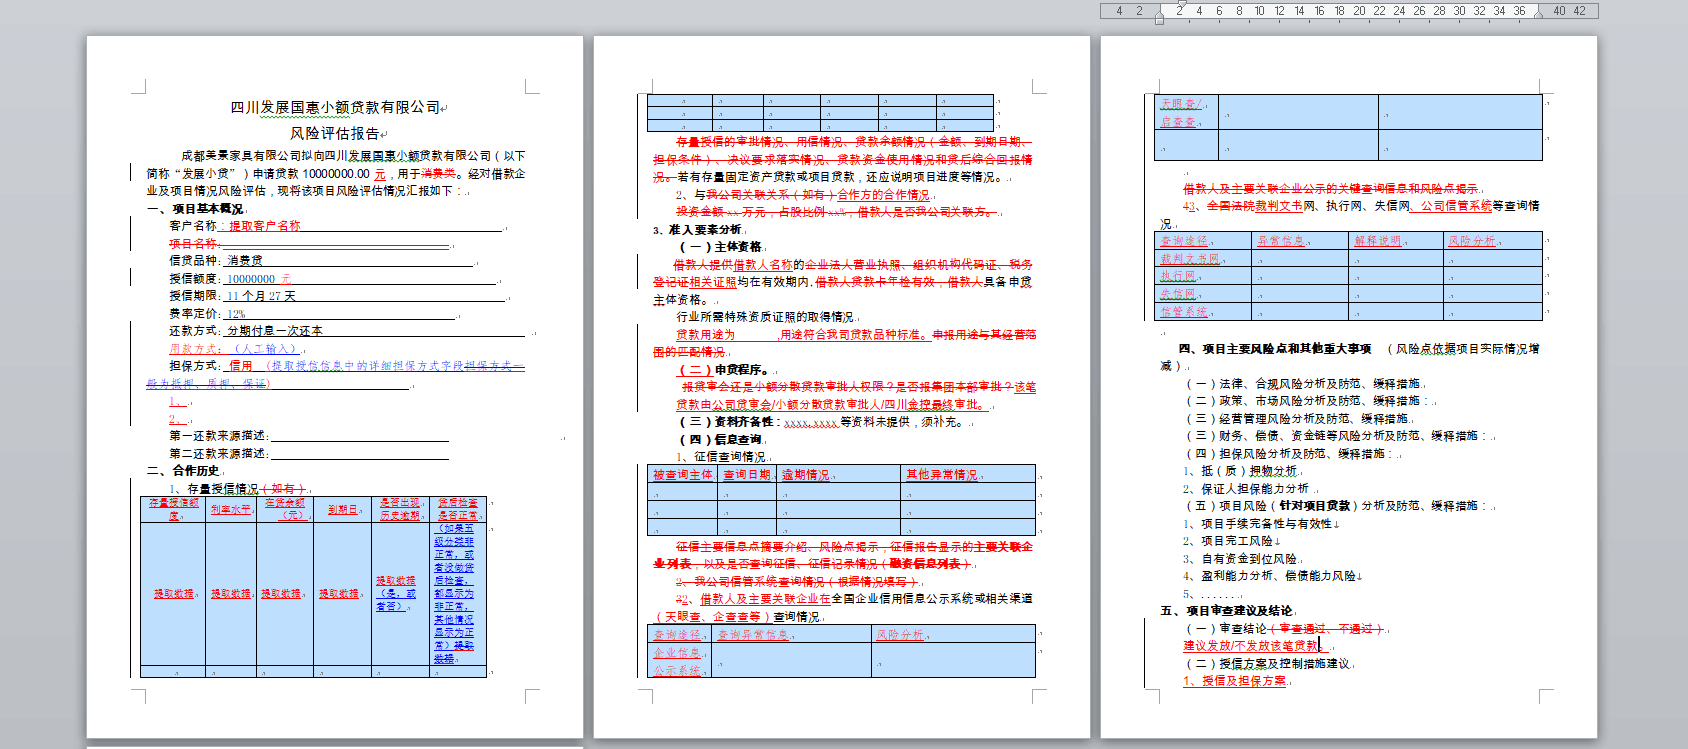 4 2 2 4 6 8 10 12 14 16 18 20 22 24 26 28 30 32 34 36 40 42
四川发展国惠小额贷款有限公司
风险评估报告
成都美景家具有限公司拟向四川发展国惠小额贷款有限公司（以下
简称“发展小贷”）申请贷款 10000000.00 元，用于消费类。经对借款企
业及项目情况风险评估，现将该项目风险评估情况汇报如下：
一、项目基本概况
客户名称：提取客户名称
项目名称：
信贷品种：消费贷
授信额度：10000000 元
授信期限：11 个月 27 天
费率定价：12%
还款方式：分期付息一次还本
用款方式：（人工输入）
担保方式：信用 （提取授信信息中的详细担保方式字段担保方式一
般为抵押、质押、保证）
1、
2、
第一还款来源描述：
第二还款来源描述：
二、合作历史
1、存量授信情况（如有）
存量授信额度 利率水平 在贷余额（元） 到期日 是否出现历史逾期 贷后检查是否正常
提取数据 提取数据 提取数据 提取数据 提取数据（是，或者否） （如果五级分类非正常，或者没做贷后检查，都显示为非正常，其他情况显示为正常）提取数据
存量授信的审批情况、用信情况、贷款余额情况（金额、到期日期、
担保条件）、决议要求落实情况、贷款资金使用情况和贷后综合回报情
况。若有存量固定资产贷款或项目贷款，还应说明项目进度等情况。
2、与我公司关联关系（如有）合作方的合作情况
投资金额 xx 万元，占股比例 xx%，借款人是否我公司关联方。
3、准入要素分析
（一）主体资格
借款人提供借款人名称的企业法人营业执照、组织机构代码证、税务
登记证相关证照均在有效期内，借款人贷款卡年检有效，借款人具备申贷
主体资格。
行业所需特殊资质证照的取得情况
贷款用途为 ,用途符合我司贷款品种标准。申报用途与其经营范
围的匹配情况
（二）申贷程序。
报贷审会还是小额分散贷款审批人权限？是否报集团本部审批？该笔
贷款由公司贷审会/小额分散贷款审批人/四川金控最终审批。
（三）资料齐备性：xxxx,xxxx 等资料未提供，须补充。
（四）信息查询
1、征信查询情况
被查询主体 查询日期 逾期情况 其他异常情况
征信主要信息点摘要介绍、风险点揭示，征信报告显示的主要关联企
业列表，以及是否查询征信、征信记录情况（融资信息列表）
2、我公司信管系统查询情况（根据情况填写）
32、借款人及主要关联企业在全国企业信用信息公示系统或相关渠道
（天眼查、企查查等）查询情况
查询途径 查询异常信息 风险分析
企业信息
公示系统
天眼查/
启查查
借款人及主要关联企业公示的关键查询信息和风险点揭示
43、全国法院裁判文书网、执行网、失信网、公司信管系统等查询情
况
查询途径 异常信息 解释说明 风险分析
裁判文书网
执行网
失信网
信管系统
四、项目主要风险点和其他重大事项 （风险点依据项目实际情况增
减）
（一）法律、合规风险分析及防范、缓释措施
（二）政策、市场风险分析及防范、缓释措施
（三）经营管理风险分析及防范、缓释措施
（三）财务、偿债、资金链等风险分析及防范、缓释措施：
（四）担保风险分析及防范、缓释措施：
1、抵（质）押物分析
2、保证人担保能力分析
（五）项目风险（针对项目贷款）分析及防范、缓释措施：
1、项目手续完备性与有效性
2、项目完工风险
3、自有资金到位风险
4、盈利能力分析、偿债能力风险
5、.......
五、项目审查建议及结论
（一）审查结论（审查通过、不通过）
建议发放/不发放该笔贷款。
（二）授信方案及控制措施建议
1、授信及担保方案